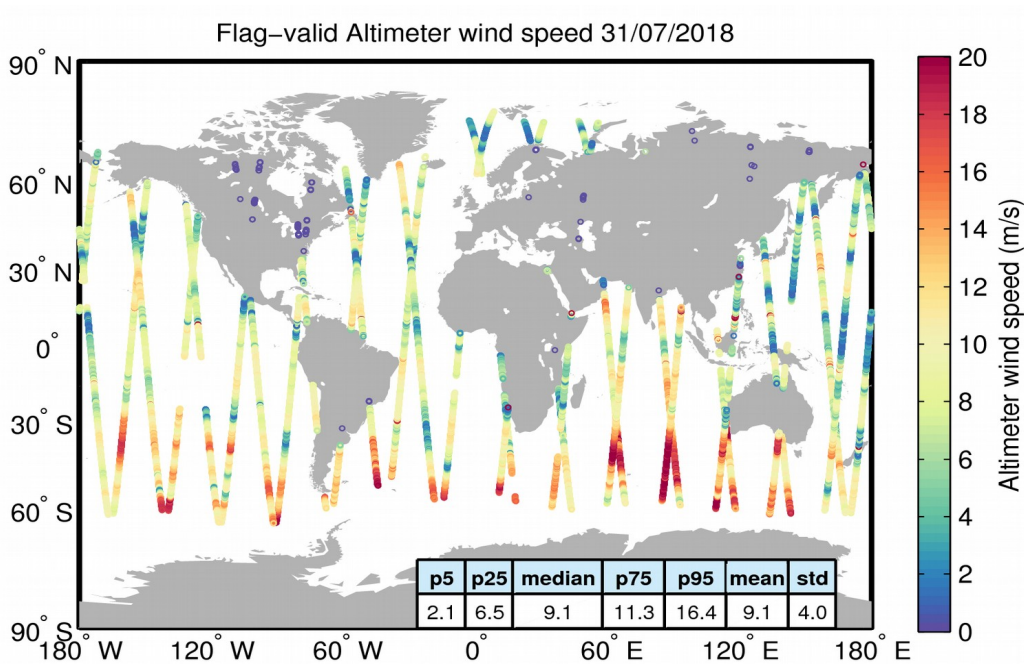 Flag−valid Altimeter wind speed 31/07/2018
90° N
60° N
30° N
0°
30° S
60° S
90° S
180° W
120° W
60° W
0°
60° E
120° E
180° E
p5 p25 median p75 p95 mean std
2.1 6.5 9.1 11.3 16.4 9.1 4.0
20
18
16
14
12
10
8
6
4
2
0
Altimeter wind speed (m/s)